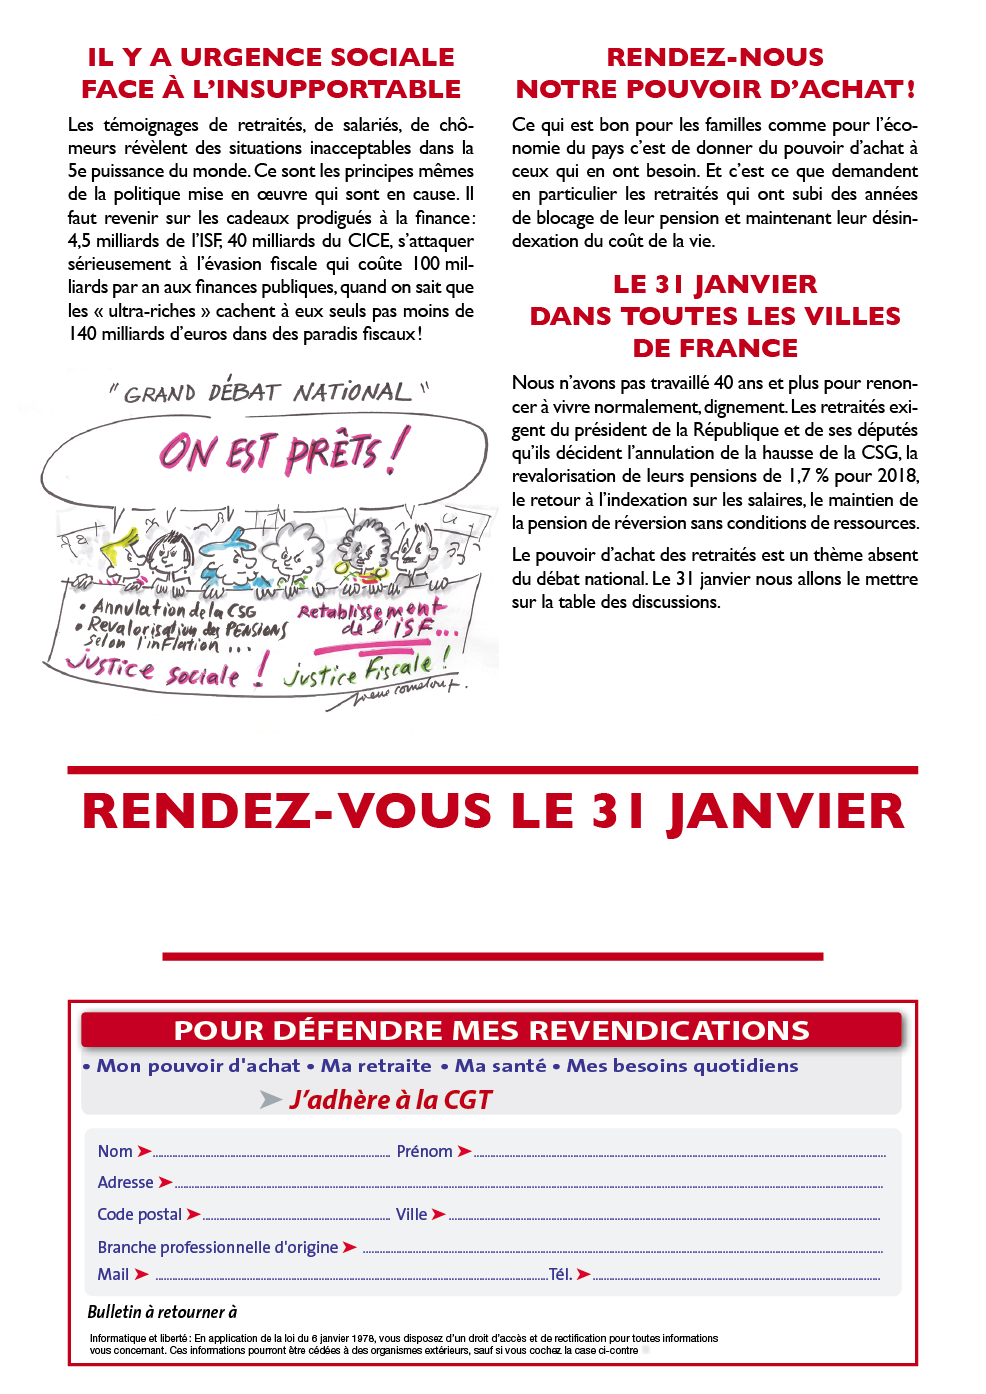 IL Y A URGENCE SOCIALE
FACE À L’INSUPPORTABLE
Les témoignages de retraités, de salariés, de chô-
meurs révèlent des situations inacceptables dans la
5e puissance du monde. Ce sont les principes mêmes
de la politique mise en œuvre qui sont en cause. Il
faut revenir sur les cadeaux prodigués à la finance :
4,5 milliards de l’ISF, 40 milliards du CICE, s’attaquer
sérieusement à l’évasion fiscale qui coûte 100 mil-
liards par an aux finances publiques, quand on sait que
les « ultra-riches » cachent à eux seuls pas moins de
140 milliards d’euros dans des paradis fiscaux !
"GRAND DÉBAT NATIONAL"
ON EST PRÊTS !
• Annulation de la CSG
• Revalorisation des PENSIONS
selon l'inflation ...
justice sociale !
Retablissement
de l'ISF...
justice Fiscale !
RENDEZ-NOUS
NOTRE POUVOIR D’ACHAT !
Ce qui est bon pour les familles comme pour l’éco-
nomie du pays c’est de donner du pouvoir d’achat à
ceux qui en ont besoin. Et c’est ce que demandent
en particulier les retraités qui ont subi des années
de blocage de leur pension et maintenant leur désin-
dexation du coût de la vie.
LE 31 JANVIER
DANS TOUTES LES VILLES
DE FRANCE
Nous n’avons pas travaillé 40 ans et plus pour renon-
cer à vivre normalement, dignement. Les retraités exi-
gent du président de la République et de ses députés
qu’ils décident l’annulation de la hausse de la CSG, la
revalorisation de leurs pensions de 1,7 % pour 2018,
le retour à l’indexation sur les salaires, le maintien de
la pension de réversion sans conditions de ressources.
Le pouvoir d’achat des retraités est un thème absent
du débat national. Le 31 janvier nous allons le mettre
sur la table des discussions.
RENDEZ-VOUS LE 31 JANVIER
POUR DÉFENDRE MES REVENDICATIONS
• Mon pouvoir d'achat • Ma retraite • Ma santé • Mes besoins quotidiens
➤ J’adhère à la CGT
Nom ➤ Prénom ➤
Adresse ➤
Code postal ➤ Ville ➤
Branche professionnelle d'origine ➤
Mail ➤ Tél. ➤
Bulletin à retourner à
Informatique et liberté : En application de la loi du 6 janvier 1978, vous disposez d’un droit d’accès et de rectification pour toutes informations
vous concernant. Ces informations pourront être cédées à des organismes extérieurs, sauf si vous cochez la case ci-contre